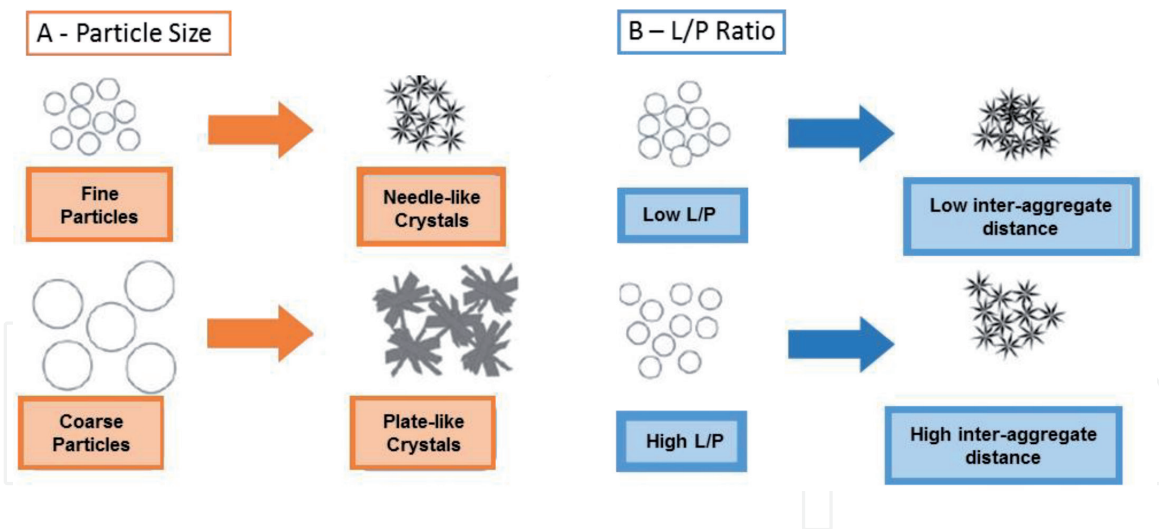 A - Particle Size
Fine
Particles
Needle-like
Crystals
Coarse
Particles
Plate-like
Crystals
B – L/P Ratio
Low L/P
Low inter-aggregate
distance
High L/P
High inter-aggregate
distance